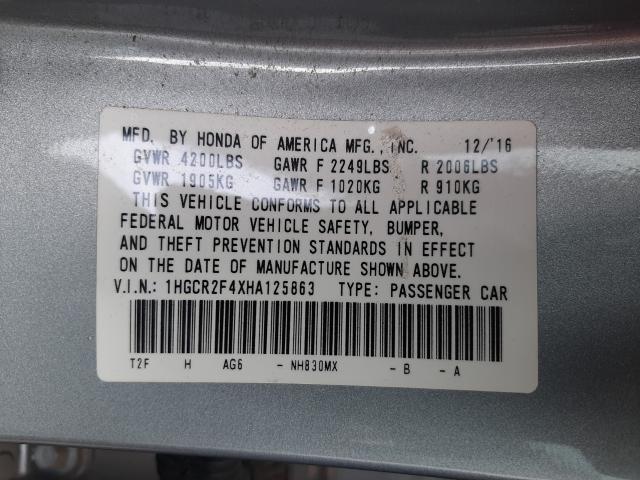 MFD. BY HONDA OF AMERICA MFG., INC. 12/'16
GVWR 4200LBS GAWR F 2249LBS R 2006LBS
GVWR 1905KG GAWR F 1020KG R 910KG
THIS VEHICLE CONFORMS TO ALL APPLICABLE
FEDERAL MOTOR VEHICLE SAFETY, BUMPER,
AND THEFT PREVENTION STANDARDS IN EFFECT
ON THE DATE OF MANUFACTURE SHOWN ABOVE.
V.I.N.: 1HGCR2F4XHA125863 TYPE: PASSENGER CAR
T2F H AG6 - NH830MX - B - A